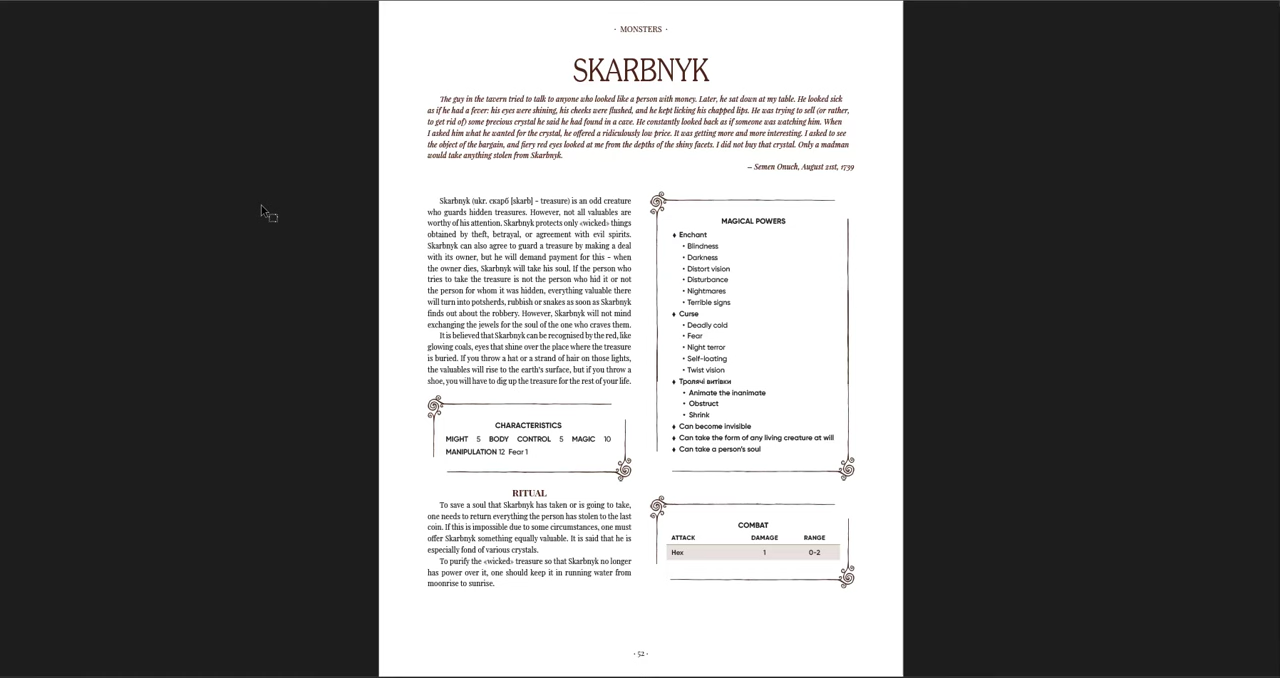 · MONSTERS ·
SKARBNYK
The guy in the tavern tried to talk to anyone who looked like a person with money. Later, he sat down at my table. He looked sick
as if he had a fever: his eyes were shining, his cheeks were flushed, and he kept licking his chapped lips. He was trying to sell (or rather,
to get rid of) some precious crystal he said he had found in a cave. He constantly looked back as if someone was watching him. When
I asked him what he wanted for the crystal, he offered a ridiculously low price. It was getting more and more interesting. I asked to see
the object of the bargain, and fiery red eyes looked at me from the depths of the shiny facets. I did not buy that crystal. Only a madman
would take anything stolen from Skarbnyk.
– Semen Onuch, August 21st, 1739
Skarbnyk (ukr. скарб [skarb] - treasure) is an odd creature
who guards hidden treasures. However, not all valuables are
worthy of his attention. Skarbnyk protects only «wicked» things
obtained by theft, betrayal, or agreement with evil spirits.
Skarbnyk can also agree to guard a treasure by making a deal
with its owner, but he will demand payment for this - when
the owner dies, Skarbnyk will take his soul. If the person who
tries to take the treasure is not the person who hid it or not
the person for whom it was hidden, everything valuable there
will turn into potsherds, rubbish or snakes as soon as Skarbnyk
finds out about the robbery. However, Skarbnyk will not mind
exchanging the jewels for the soul of the one who craves them.
It is believed that Skarbnyk can be recognised by the red, like
glowing coals, eyes that shine over the place where the treasure
is buried. If you throw a hat or a strand of hair on those lights,
the valuables will rise to the earth's surface, but if you throw a
shoe, you will have to dig up the treasure for the rest of your life.
CHARACTERISTICS
MIGHT 5 BODY CONTROL 5 MAGIC 10
MANIPULATION 12 Fear 1
RITUAL
To save a soul that Skarbnyk has taken or is going to take,
one needs to return everything the person has stolen to the last
coin. If this is impossible due to some circumstances, one must
offer Skarbnyk something equally valuable. It is said that he is
especially fond of various crystals.
To purify the «wicked» treasure so that Skarbnyk no longer
has power over it, one should keep it in running water from
moonrise to sunrise.
MAGICAL POWERS
♦ Enchant
• Blindness
• Darkness
• Distort vision
• Disturbance
• Nightmares
• Terrible signs
♦ Curse
• Deadly cold
• Fear
• Night terror
• Self-loating
• Twist vision
♦ Тролячі витівки
• Animate the inanimate
• Obstruct
• Shrink
♦ Can become invisible
♦ Can take the form of any living creature at will
♦ Can take a person's soul
COMBAT
ATTACK DAMAGE RANGE
Hex 1 0-2
· 52 ·